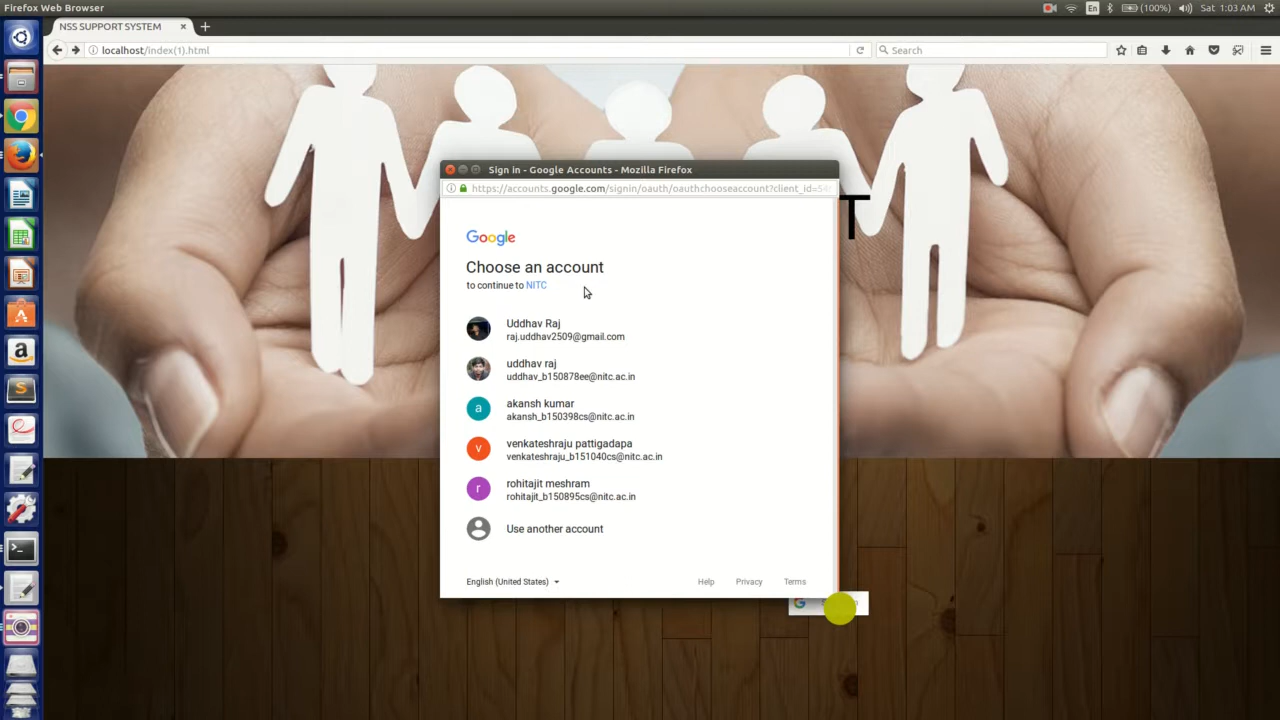 Firefox Web Browser
En
(100%)
Sat 1:03 AM
NSS SUPPORT SYSTEM
localhost/index(1).html
Search
Sign in - Google Accounts - Mozilla Firefox
https://accounts.google.com/signin/oauth/oauthchooseaccount?client_id=5
T
Google
Choose an account
to continue to NITC
Uddhav Raj
raj.uddhav2509@gmail.com
uddhav raj
uddhav_b150878ee@nitc.ac.in
a
akansh kumar
akansh_b150398cs@nitc.ac.in
v
venkateshraju pattigadapa
venkateshraju_b151040cs@nitc.ac.in
r
rohitajit meshram
rohitajit_b150895cs@nitc.ac.in
Use another account
English (United States)
Help
Privacy
Terms